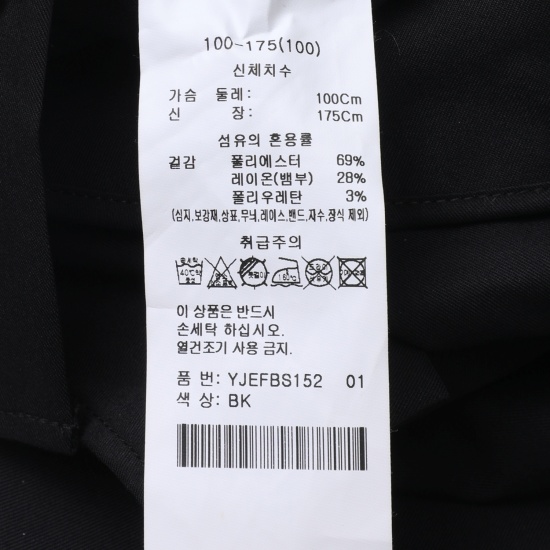 100-175(100)
신체치수
가슴 둘레: 100Cm
신 장: 175Cm
섬유의 혼용률
겉감 폴리에스터 69%
레이온(뱀부) 28%
폴리우레탄 3%
(심지,보강재,상표,무늬,레이스,밴드,자수,장식 제외)
취급주의
40℃
이 상품은 반드시
손세탁 하십시오.
열건조기 사용 금지.
품 번: YJEFBS152 01
색 상: BK